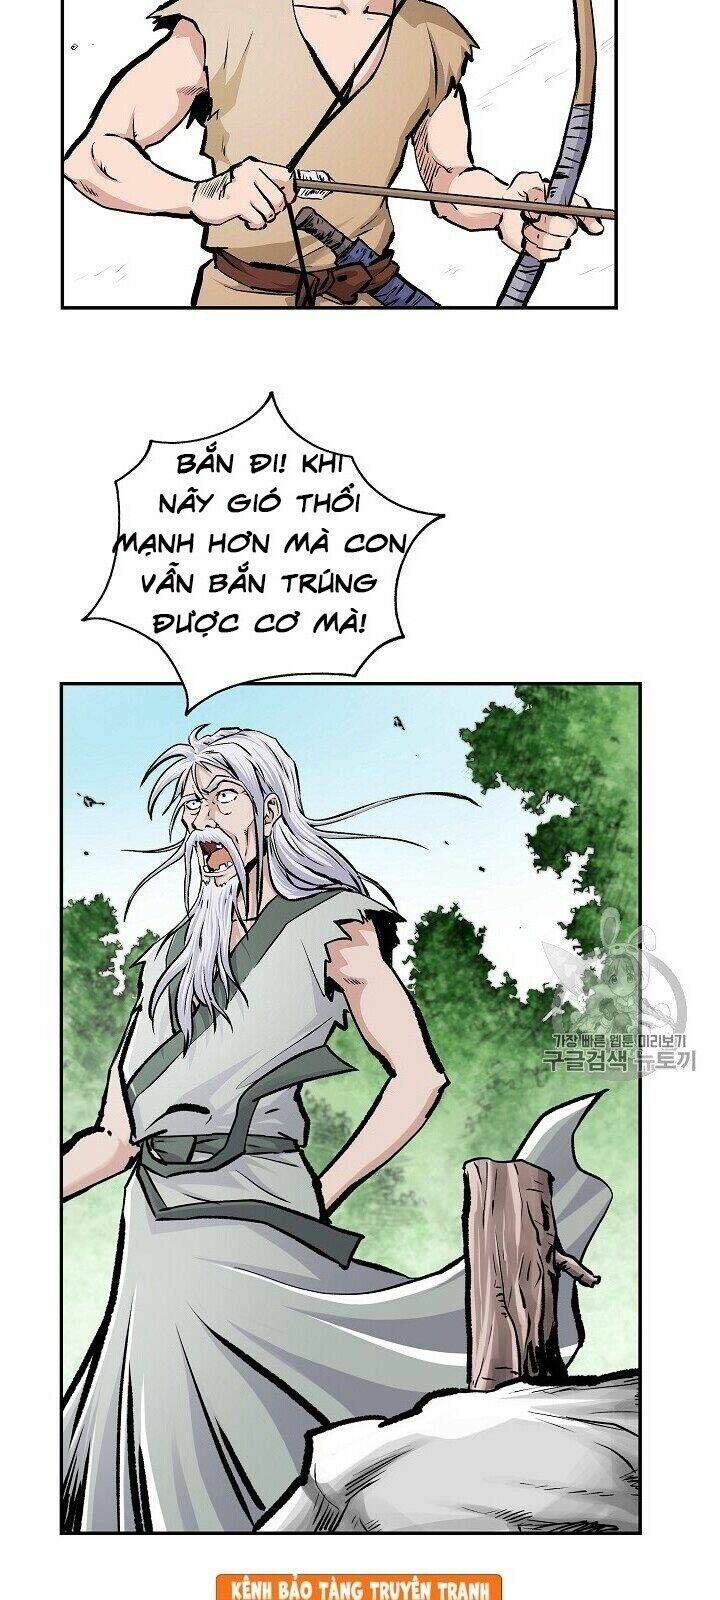 BẮN ĐI! KHI
NÃY GIÓ THỔI
MẠNH HƠN MÀ CON
VẪN BẮN TRÚNG
ĐƯỢC CƠ MÀ!
가장 빠른 웹툰 미리보기
구글검색 뉴토끼
KÊNH BẢO TÀNG TRUYỆN TRANH